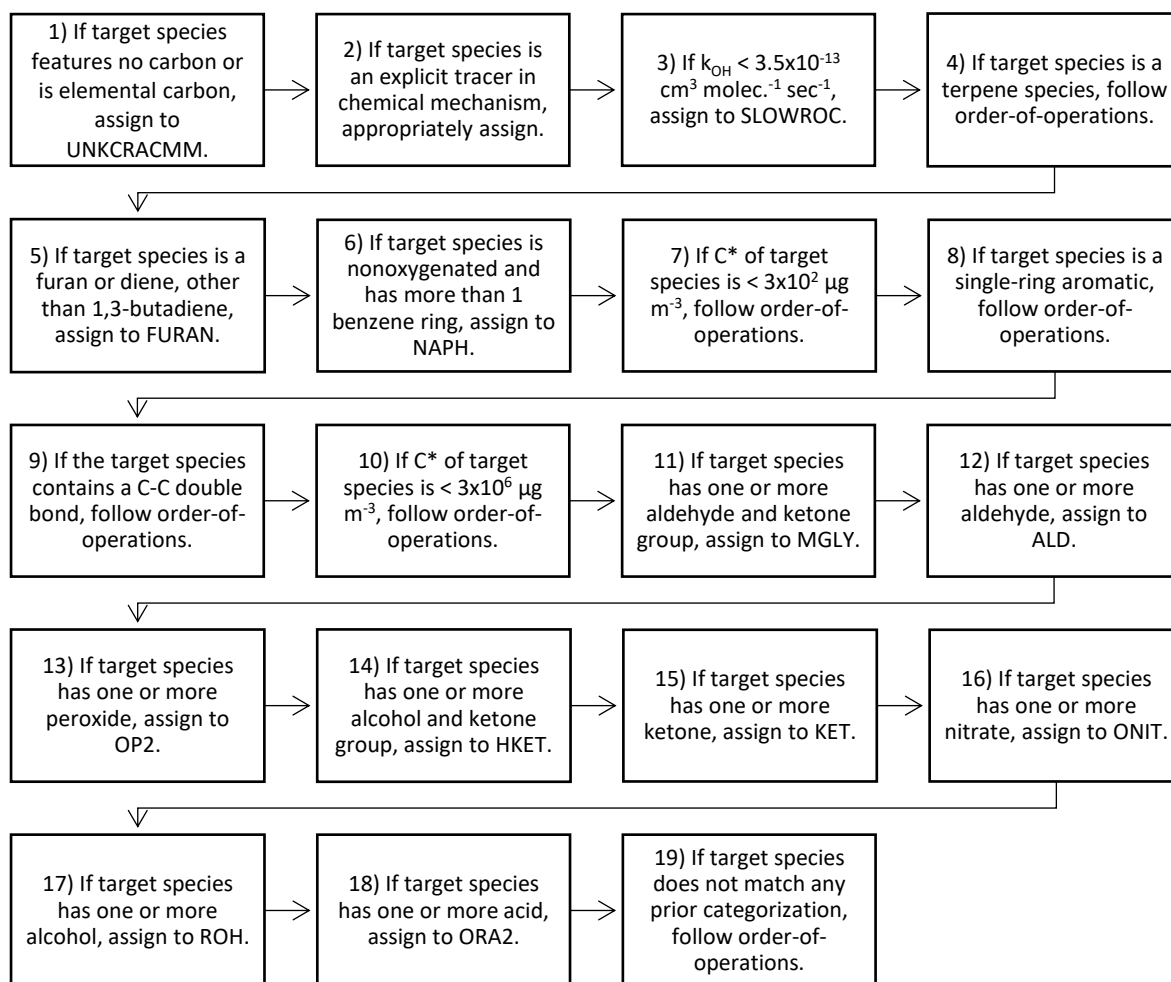 1) If target species
features no carbon or
is elemental carbon,
assign to
UNKCRACMM.
2) If target species is
an explicit tracer in
chemical mechanism,
appropriately assign.
3) If kOH < 3.5x10-13
cm3 molec.-1 sec-1,
assign to SLOWROC.
4) If target species is a
terpene species, follow
order-of-operations.
5) If target species is a
furan or diene, other
than 1,3-butadiene,
assign to FURAN.
6) If target species is
nonoxygenated and
has more than 1
benzene ring, assign to
NAPH.
7) If C* of target
species is < 3x102 µg
m-3, follow order-of-
operations.
8) If target species is a
single-ring aromatic,
follow order-of-
operations.
9) If the target species
contains a C-C double
bond, follow order-of-
operations.
10) If C* of target
species is < 3x106 µg
m-3, follow order-of-
operations.
11) If target species
has one or more
aldehyde and ketone
group, assign to MGLY.
12) If target species
has one or more
aldehyde, assign to
ALD.
13) If target species
has one or more
peroxide, assign to
OP2.
14) If target species
has one or more
alcohol and ketone
group, assign to HKET.
15) If target species
has one or more
ketone, assign to KET.
16) If target species
has one or more
nitrate, assign to ONIT.
17) If target species
has one or more
alcohol, assign to ROH.
18) If target species
has one or more acid,
assign to ORA2.
19) If target species
does not match any
prior categorization,
follow order-of-
operations.